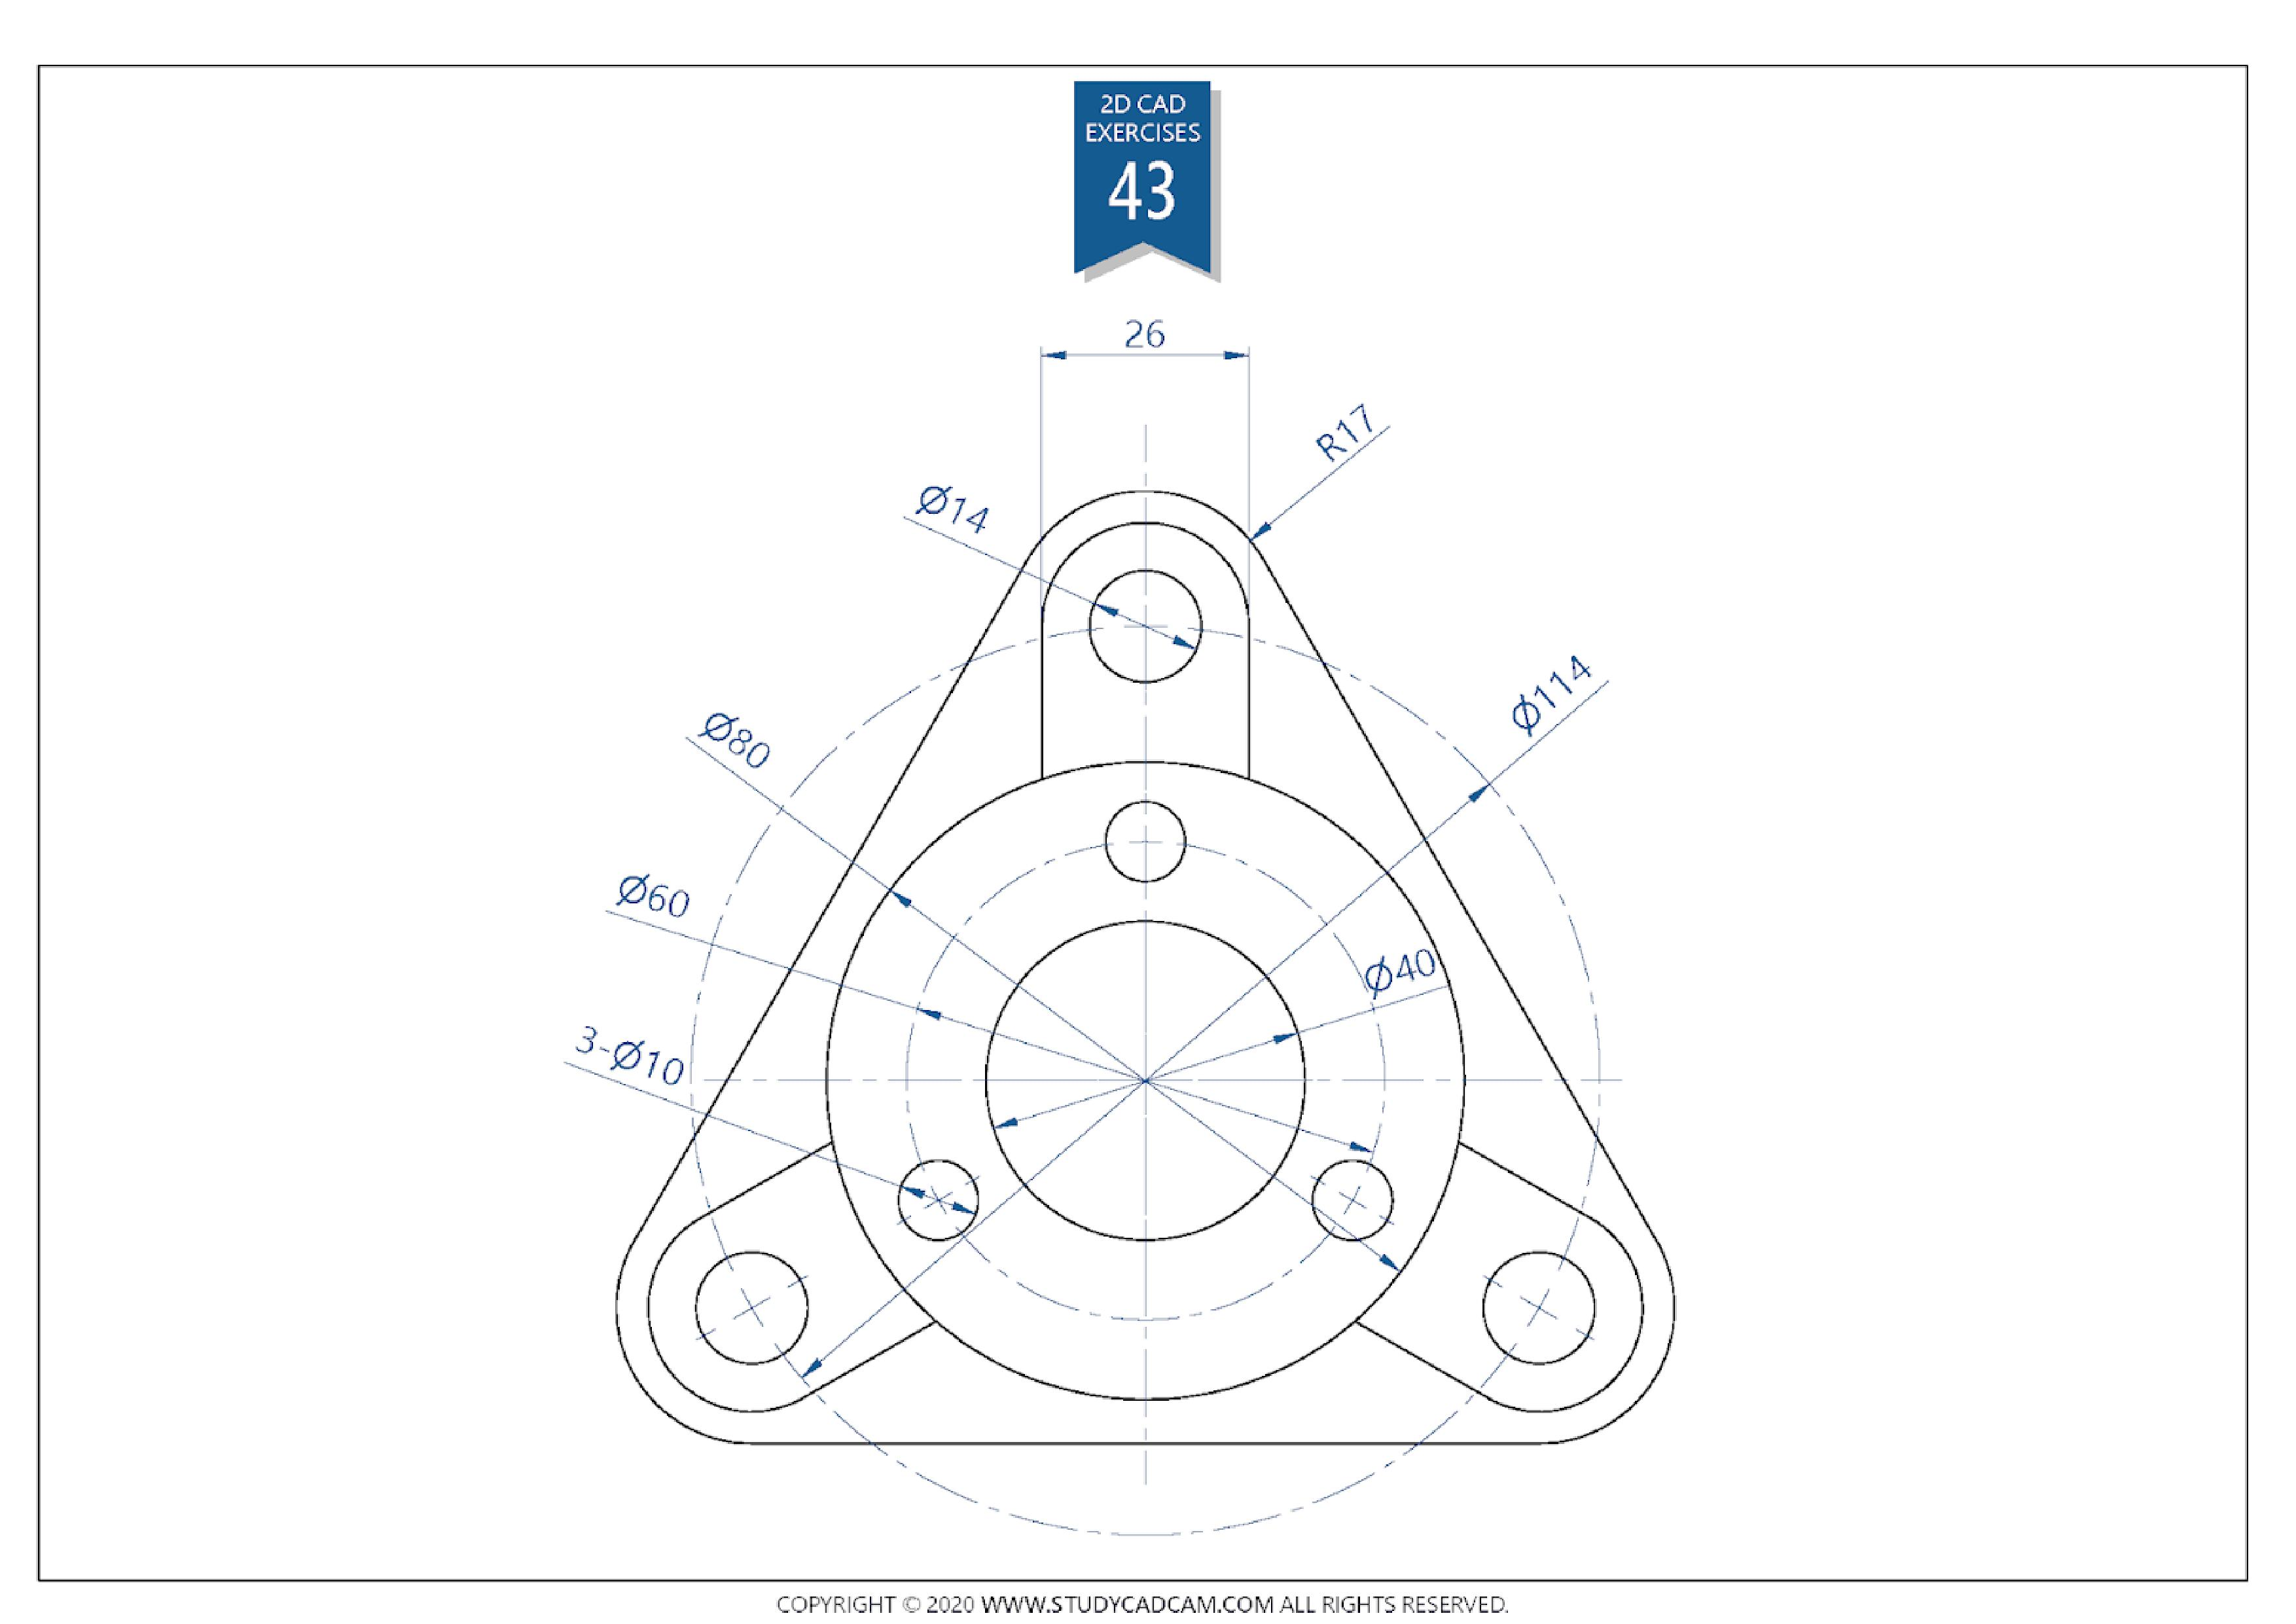 2D CAD
EXERCISES
43
26
R17
Ø14
Ø114
Ø80
Ø60
Ø40
3-Ø10
COPYRIGHT © 2020 WWW.STUDYCADCAM.COM ALL RIGHTS RESERVED.